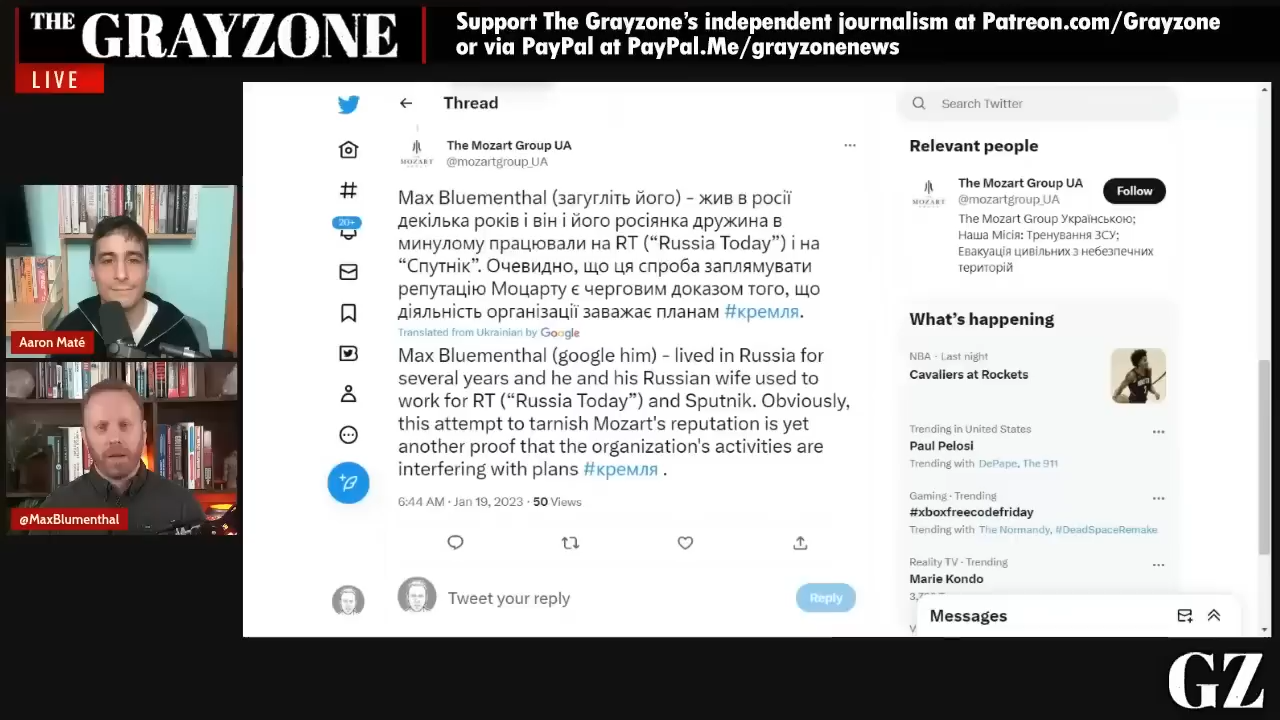 THE GRAYZONE
LIVE
Support The Grayzone's independent journalism at Patreon.com/Grayzone
or via PayPal at PayPal.Me/grayzonenews
Aaron Maté
@MaxBlumenthal
20+
Thread
The Mozart Group UA
@mozartgroup_UA
MOZART
Max Bluementhal (загугліть його) - жив в росії
декілька років і він і його росіянка дружина в
минулому працювали на RT (“Russia Today”) і на
“Спутнік”. Очевидно, що ця спроба заплямувати
репутацію Моцарту є черговим доказом того, що
діяльність організації заважає планам #кремля.
Translated from Ukrainian by Google
Max Bluementhal (google him) - lived in Russia for
several years and he and his Russian wife used to
work for RT (“Russia Today”) and Sputnik. Obviously,
this attempt to tarnish Mozart's reputation is yet
another proof that the organization's activities are
interfering with plans #кремля .
6:44 AM · Jan 19, 2023 · 50 Views
Tweet your reply
Reply
Search Twitter
Relevant people
MOZART
The Mozart Group UA
@mozartgroup_UA
Follow
The Mozart Group Українською;
Наша Місія: Тренування ЗСУ;
Евакуація цивільних з небезпечних
територій
What's happening
NBA · Last night
Cavaliers at Rockets
Trending in United States
Paul Pelosi
Trending with DePape, The 911
Gaming · Trending
#xboxfreecodefriday
Trending with The Normandy, #DeadSpaceRemake
Reality TV · Trending
Marie Kondo
Messages
GZ